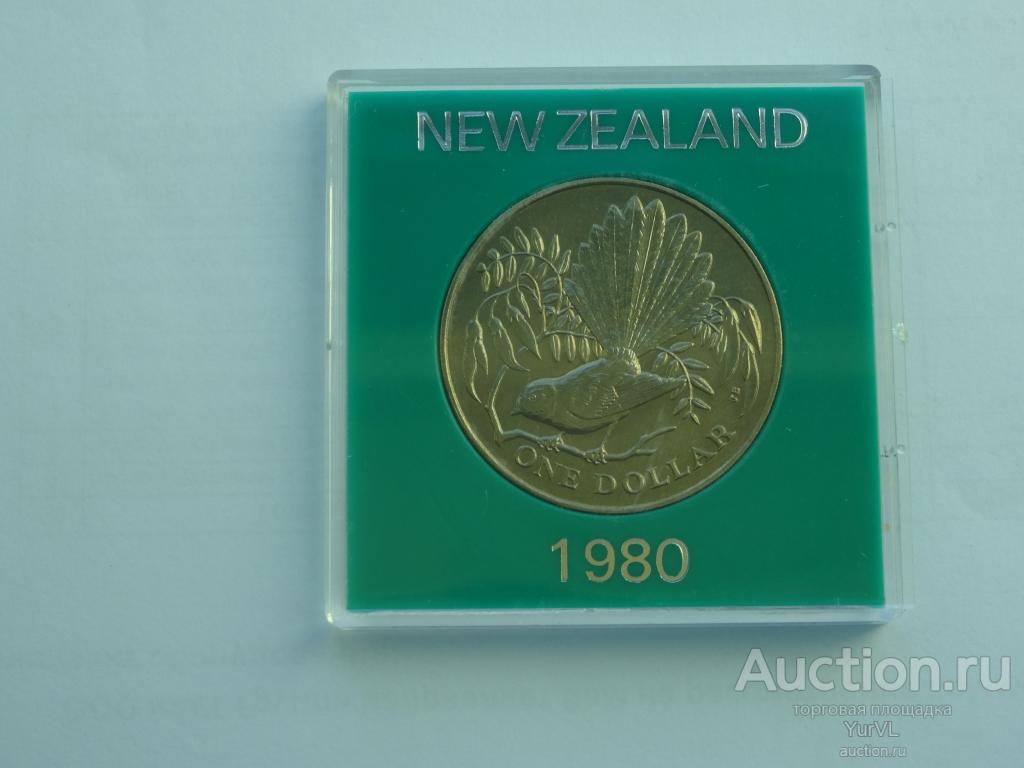 NEW ZEALAND
ONE DOLLAR
1980
Auction.ru
торговая площадка
YurVL
auction.ru